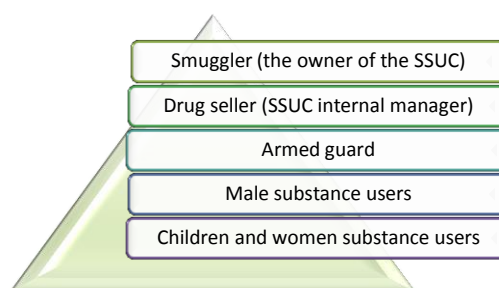 Smuggler (the owner of the SSUC)
Drug seller (SSUC internal manager)
Armed guard
Male substance users
Children and women substance users